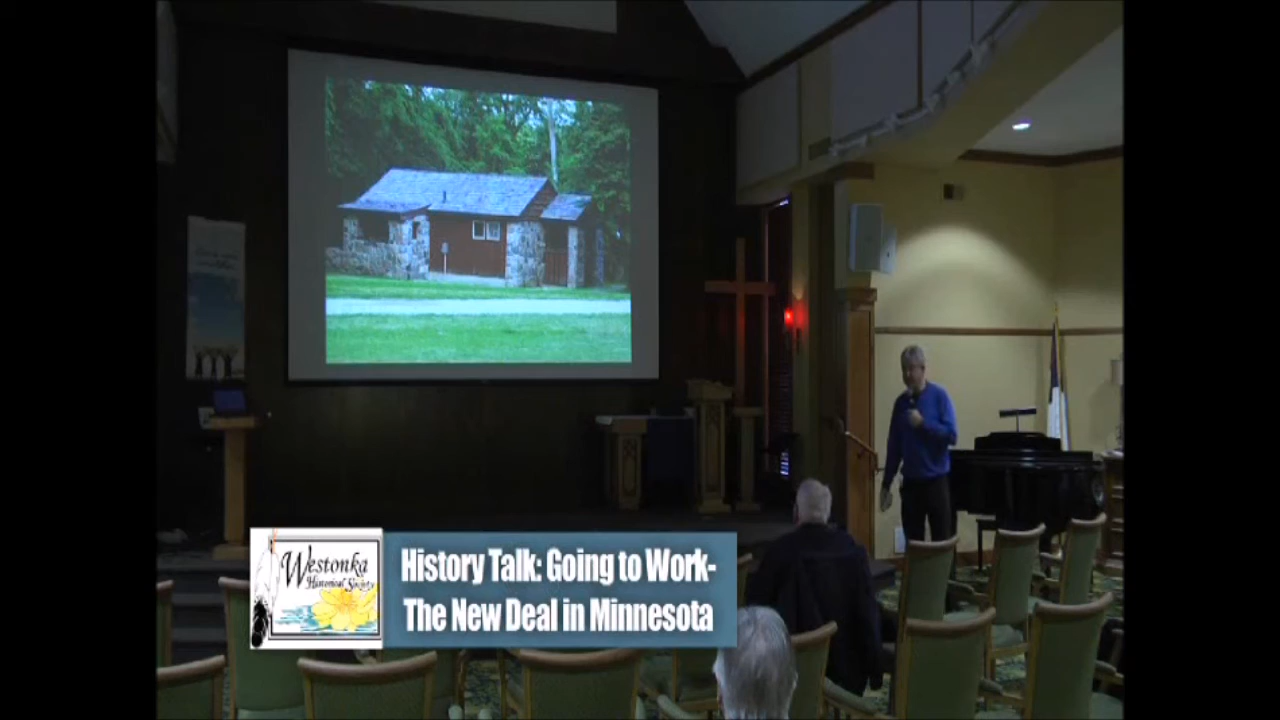 Westonka
Historical Society
History Talk: Going to Work-
The New Deal in Minnesota